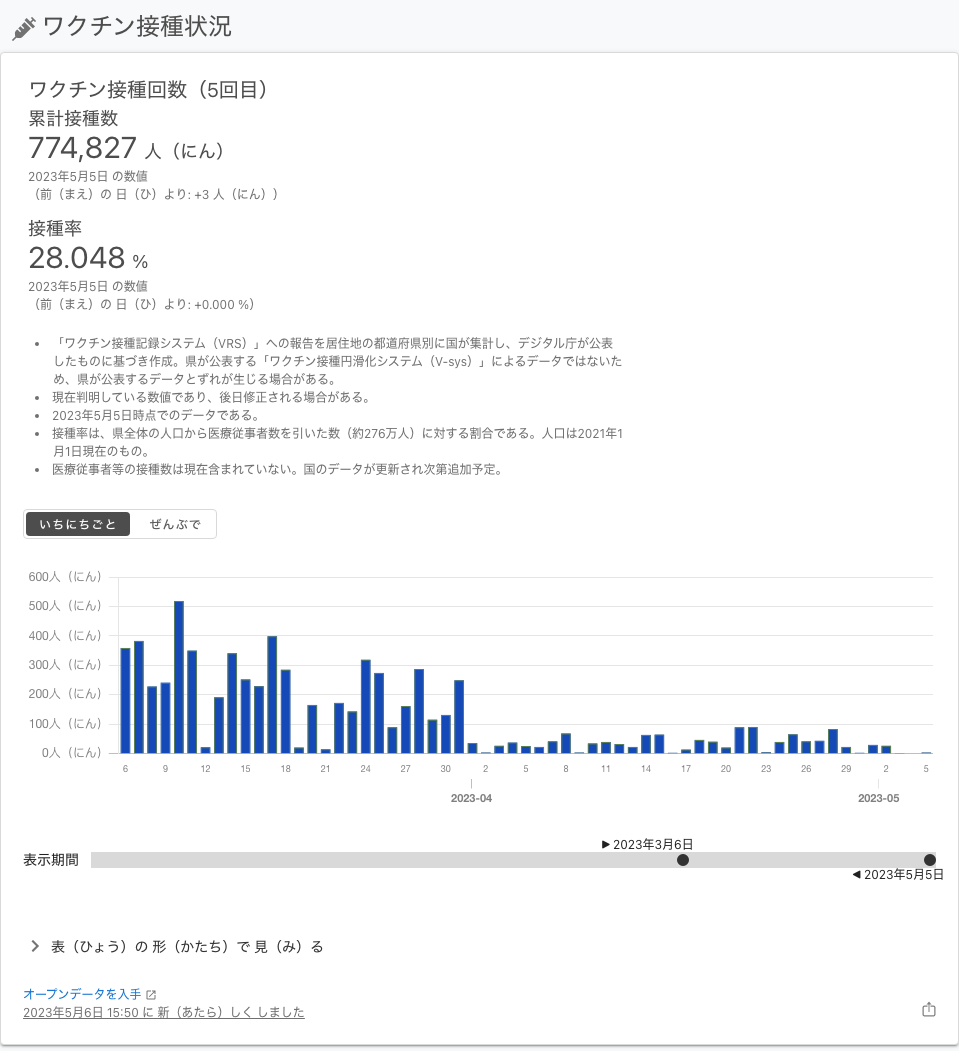 ワクチン接種状況
ワクチン接種回数（5回目）
累計接種数
774,827 人（にん）
2023年5月5日 の数値
（前（まえ）の 日（ひ）より: +3 人（にん））
接種率
28.048 %
2023年5月5日 の数値
（前（まえ）の 日（ひ）より: +0.000 %）
• 「ワクチン接種記録システム（VRS）」への報告を居住地の都道府県別に国が集計し、デジタル庁が公表
したものに基づき作成。県が公表する「ワクチン接種円滑化システム（V-sys）」によるデータではないた
め、県が公表するデータとずれが生じる場合がある。
• 現在判明している数値であり、後日修正される場合がある。
• 2023年5月5日時点でのデータである。
• 接種率は、県全体の人口から医療従事者数を引いた数（約276万人）に対する割合である。人口は2021年1
月1日現在のもの。
• 医療従事者等の接種数は現在含まれていない。国のデータが更新され次第追加予定。
いちにちごと ぜんぶで
600人（にん）
500人（にん）
400人（にん）
300人（にん）
200人（にん）
100人（にん）
0人（にん）
6 9 12 15 18 21 24 27 30 2 5 8 11 14 17 20 23 26 29 2 5
2023-04 2023-05
▶ 2023年3月6日
表示期間
◀ 2023年5月5日
表（ひょう）の 形（かたち）で 見（み）る
オープンデータを入手
2023年5月6日 15:50 に 新（あたら）しく しました